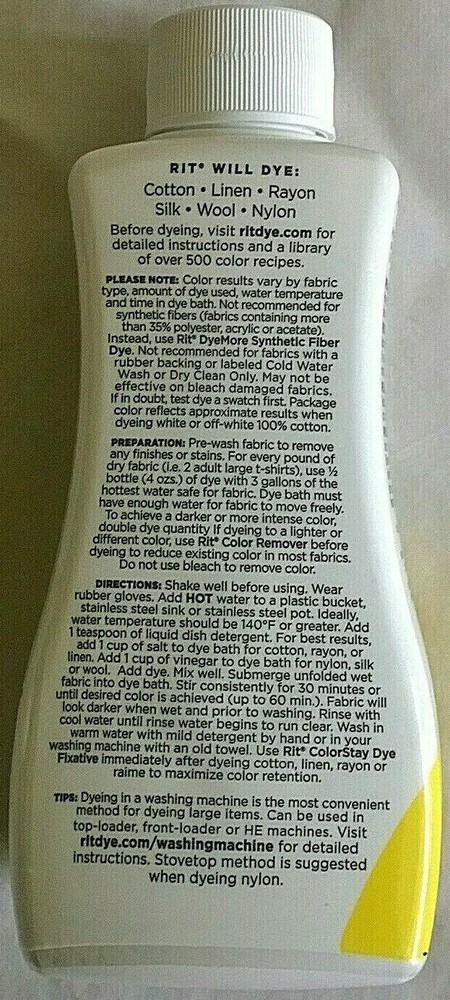 RIT® WILL DYE:
Cotton • Linen • Rayon
Silk • Wool • Nylon
Before dyeing, visit ritdye.com for
detailed instructions and a library
of over 500 color recipes.
PLEASE NOTE: Color results vary by fabric
type, amount of dye used, water temperature
and time in dye bath. Not recommended for
synthetic fibers (fabrics containing more
than 35% polyester, acrylic or acetate).
Instead, use Rit® DyeMore Synthetic Fiber
Dye. Not recommended for fabrics with a
rubber backing or labeled Cold Water
Wash or Dry Clean Only. May not be
effective on bleach damaged fabrics.
If in doubt, test dye a swatch first. Package
color reflects approximate results when
dyeing white or off-white 100% cotton.
PREPARATION: Pre-wash fabric to remove
any finishes or stains. For every pound of
dry fabric (i.e. 2 adult large t-shirts), use ½
bottle (4 ozs.) of dye with 3 gallons of the
hottest water safe for fabric. Dye bath must
have enough water for fabric to move freely.
To achieve a darker or more intense color,
double dye quantity If dyeing to a lighter or
different color, use Rit® Color Remover before
dyeing to reduce existing color in most fabrics.
Do not use bleach to remove color.
DIRECTIONS: Shake well before using. Wear
rubber gloves. Add HOT water to a plastic bucket,
stainless steel sink or stainless steel pot. Ideally,
water temperature should be 140°F or greater. Add
1 teaspoon of liquid dish detergent. For best results,
add 1 cup of salt to dye bath for cotton, rayon, or
linen. Add 1 cup of vinegar to dye bath for nylon, silk
or wool. Add dye. Mix well. Submerge unfolded wet
fabric into dye bath. Stir consistently for 30 minutes or
until desired color is achieved (up to 60 min.). Fabric will
look darker when wet and prior to washing. Rinse with
cool water until rinse water begins to run clear. Wash in
warm water with mild detergent by hand or in your
washing machine with an old towel. Use Rit® ColorStay Dye
Fixative immediately after dyeing cotton, linen, rayon or
raime to maximize color retention.
TIPS: Dyeing in a washing machine is the most convenient
method for dyeing large items. Can be used in
top-loader, front-loader or HE machines. Visit
ritdye.com/washingmachine for detailed
instructions. Stovetop method is suggested
when dyeing nylon.